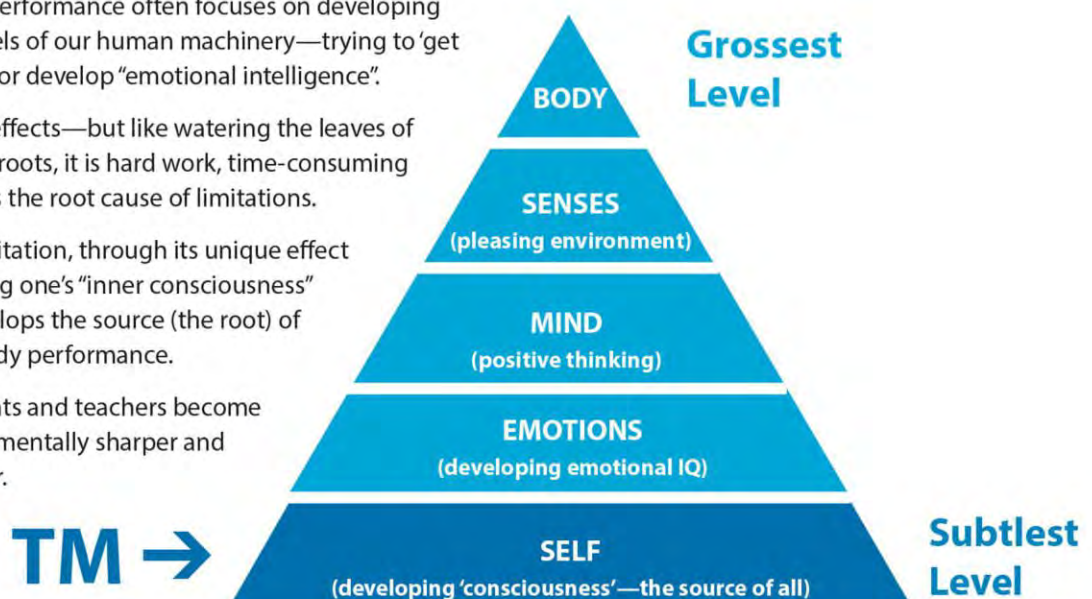 erformance often focuses on developing
els of our human machinery—trying to 'get
or develop “emotional intelligence”.
effects—but like watering the leaves of
roots, it is hard work, time-consuming
s the root cause of limitations.
itation, through its unique effect
g one's “inner consciousness”
lops the source (the root) of
dy performance.
nts and teachers become
mentally sharper and
r.
TM →
Grossest
Level
BODY
SENSES
(pleasing environment)
MIND
(positive thinking)
EMOTIONS
(developing emotional IQ)
SELF
(developing 'consciousness'—the source of all)
Subtlest
Level